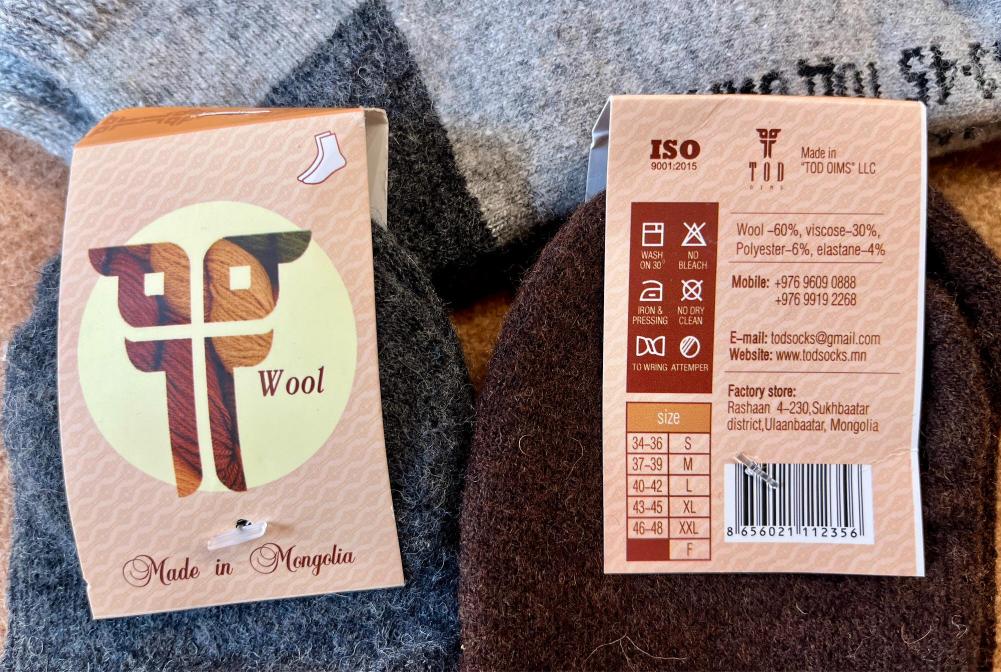 Wool
Made in Mongolia
ISO
9001:2015
TOD
OIMS
Made in
"TOD OIMS" LLC
WASH
ON 30°
NO
BLEACH
IRON &
PRESSING
NO DRY
CLEAN
TO WRING
ATTEMPER
size
34–36 S
37–39 M
40–42 L
43–45 XL
46–48 XXL
F
Wool –60%, viscose–30%,
Polyester–6%, elastane–4%
Mobile: +976 9609 0888
+976 9919 2268
E-mail: todsocks@gmail.com
Website: www.todsocks.mn
Factory store:
Rashaan 4–230,Sukhbaatar
district,Ulaanbaatar, Mongolia
8 656021 112356